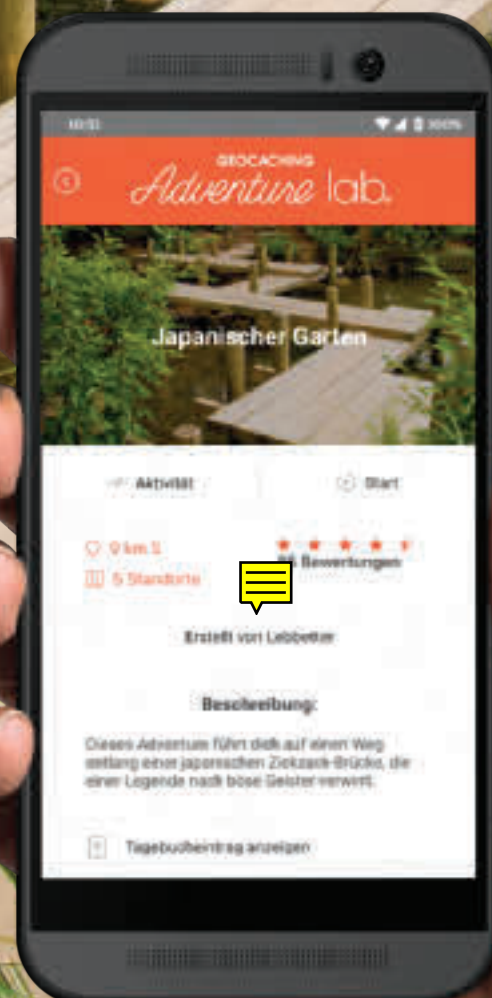 GEOCACHING
Adventure lab.
Japanischer Garten
Aktivität
Start
9 km S
5 Standorte
Bewertungen
Erstellt von Lebbetter
Beschreibung:
Dieses Adventure führt dich auf einen Weg
entlang einer japanischen Zickzack-Brücke, die
einer Legende nach böse Geister verwirrt.
Tagebucheintrag anzeigen